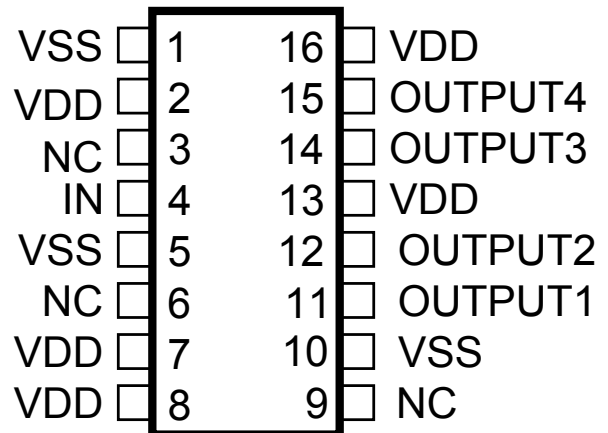 VSS 1 16 VDD
VDD 2 15 OUTPUT4
NC 3 14 OUTPUT3
IN 4 13 VDD
VSS 5 12 OUTPUT2
NC 6 11 OUTPUT1
VDD 7 10 VSS
VDD 8 9 NC